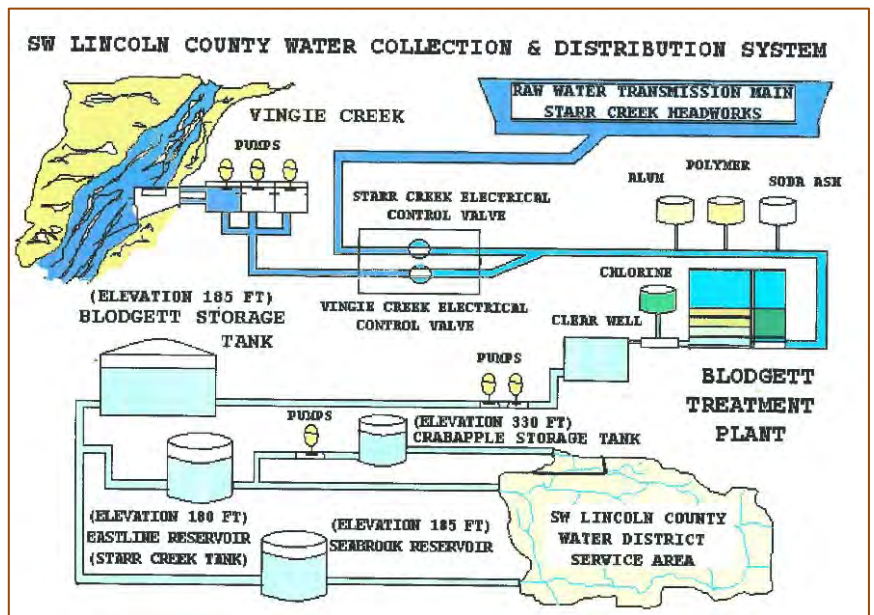 SW LINCOLN COUNTY WATER COLLECTION & DISTRIBUTION SYSTEM
RAW WATER TRANSMISSION MAIN
STARR CREEK HEADWORKS
VINGIE CREEK
PUMPS
POLYMER
ALUM
SODA ASH
STARR CREEK ELECTRICAL
CONTROL VALVE
CHLORINE
(ELEVATION 185 FT)
BLODGETT STORAGE
TANK
VINGIE CREEK ELECTRICAL
CONTROL VALVE
CLEAR WELL
PUMPS
BLODGETT
TREATMENT
PLANT
PUMPS
(ELEVATION 330 FT)
CRABAPPLE STORAGE TANK
(ELEVATION 180 FT)
EASTLINE RESERVOIR
(STARR CREEK TANK)
(ELEVATION 185 FT)
SEABROOK RESERVOIR
SW LINCOLN COUNTY
WATER DISTRICT
SERVICE AREA